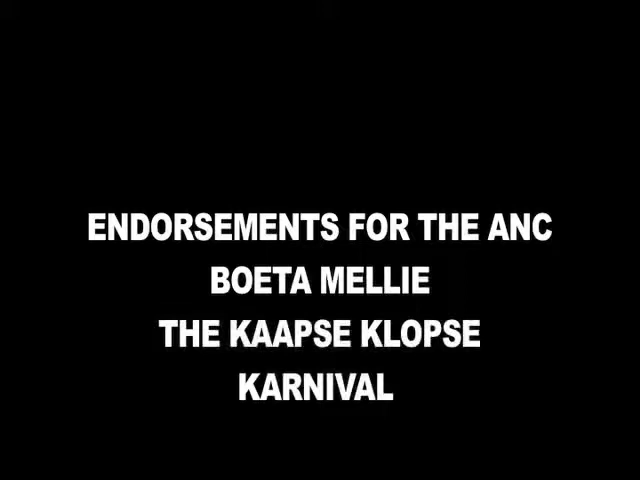 ENDORSEMENTS FOR THE ANC
BOETA MELLIE
THE KAAPSE KLOPSE
KARNIVAL